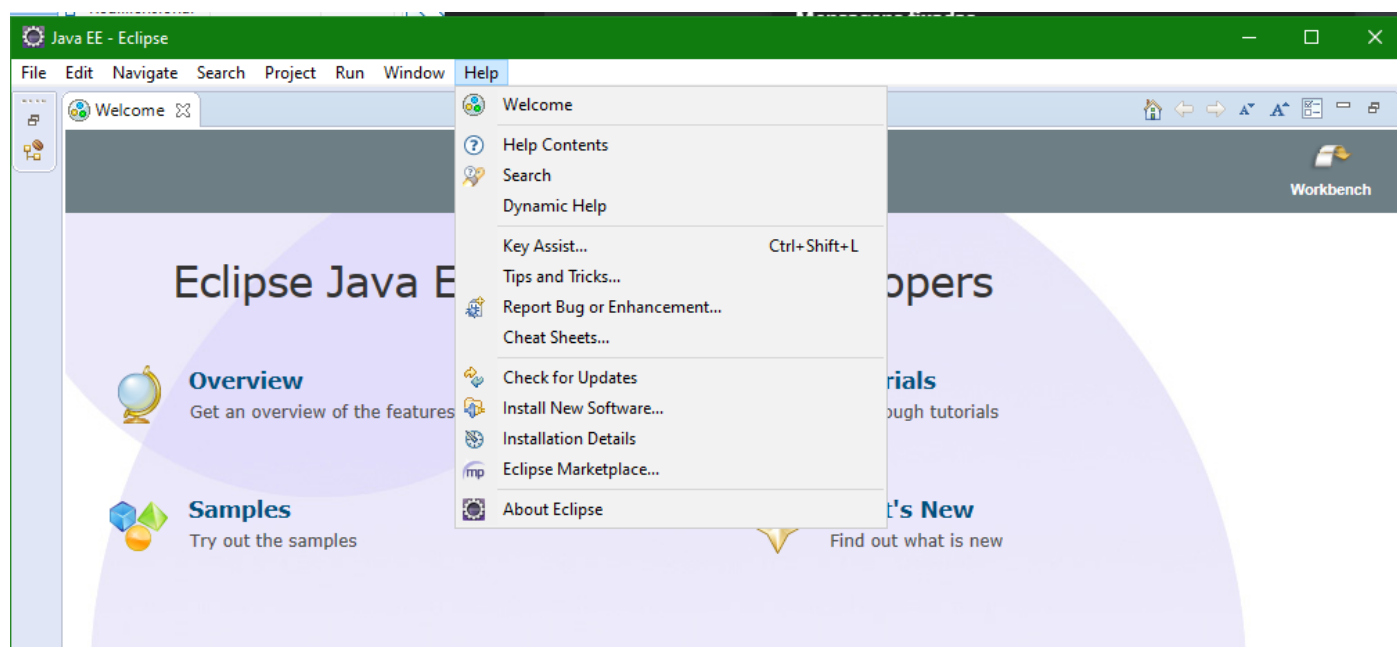 Java EE - Eclipse
File Edit Navigate Search Project Run Window Help
Welcome
Welcome
Help Contents
Search
Dynamic Help
Key Assist... Ctrl+Shift+L
Tips and Tricks...
Report Bug or Enhancement...
Cheat Sheets...
Check for Updates
Install New Software...
Installation Details
Eclipse Marketplace...
About Eclipse
Workbench
Eclipse Java E opers
Overview
Get an overview of the features
rials
ough tutorials
Samples
Try out the samples
t's New
Find out what is new